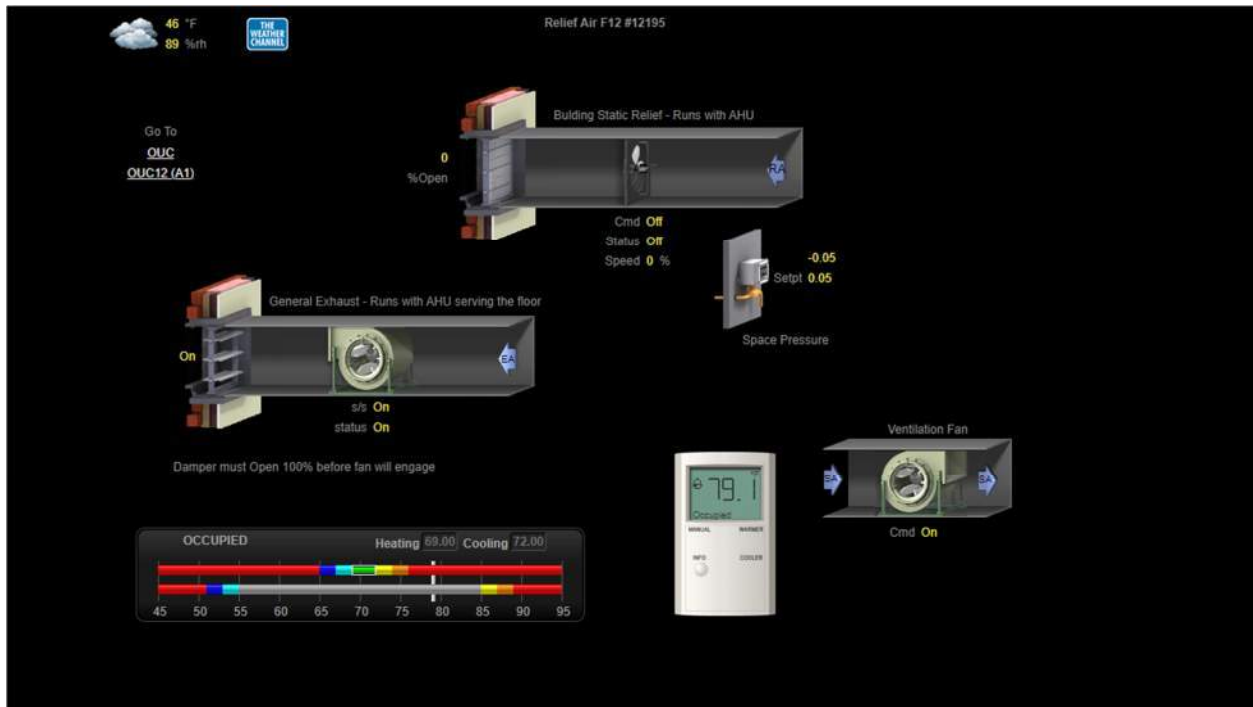 46 °F
89 %rh
THE
WEATHER
CHANNEL
Relief Air F12 #12195
Go To
OUC
OUC12 (A1)
Bulding Static Relief - Runs with AHU
0
%Open
RA
Cmd Off
Status Off
Speed 0 %
-0.05
Setpt 0.05
Space Pressure
General Exhaust - Runs with AHU serving the floor
On
EA
s/s On
status On
Damper must Open 100% before fan will engage
Ventilation Fan
SA SA
Cmd On
79.1
Occupied
MANUAL WARMER
INFO COOLER
OCCUPIED Heating 69.00 Cooling 72.00
45 50 55 60 65 70 75 80 85 90 95